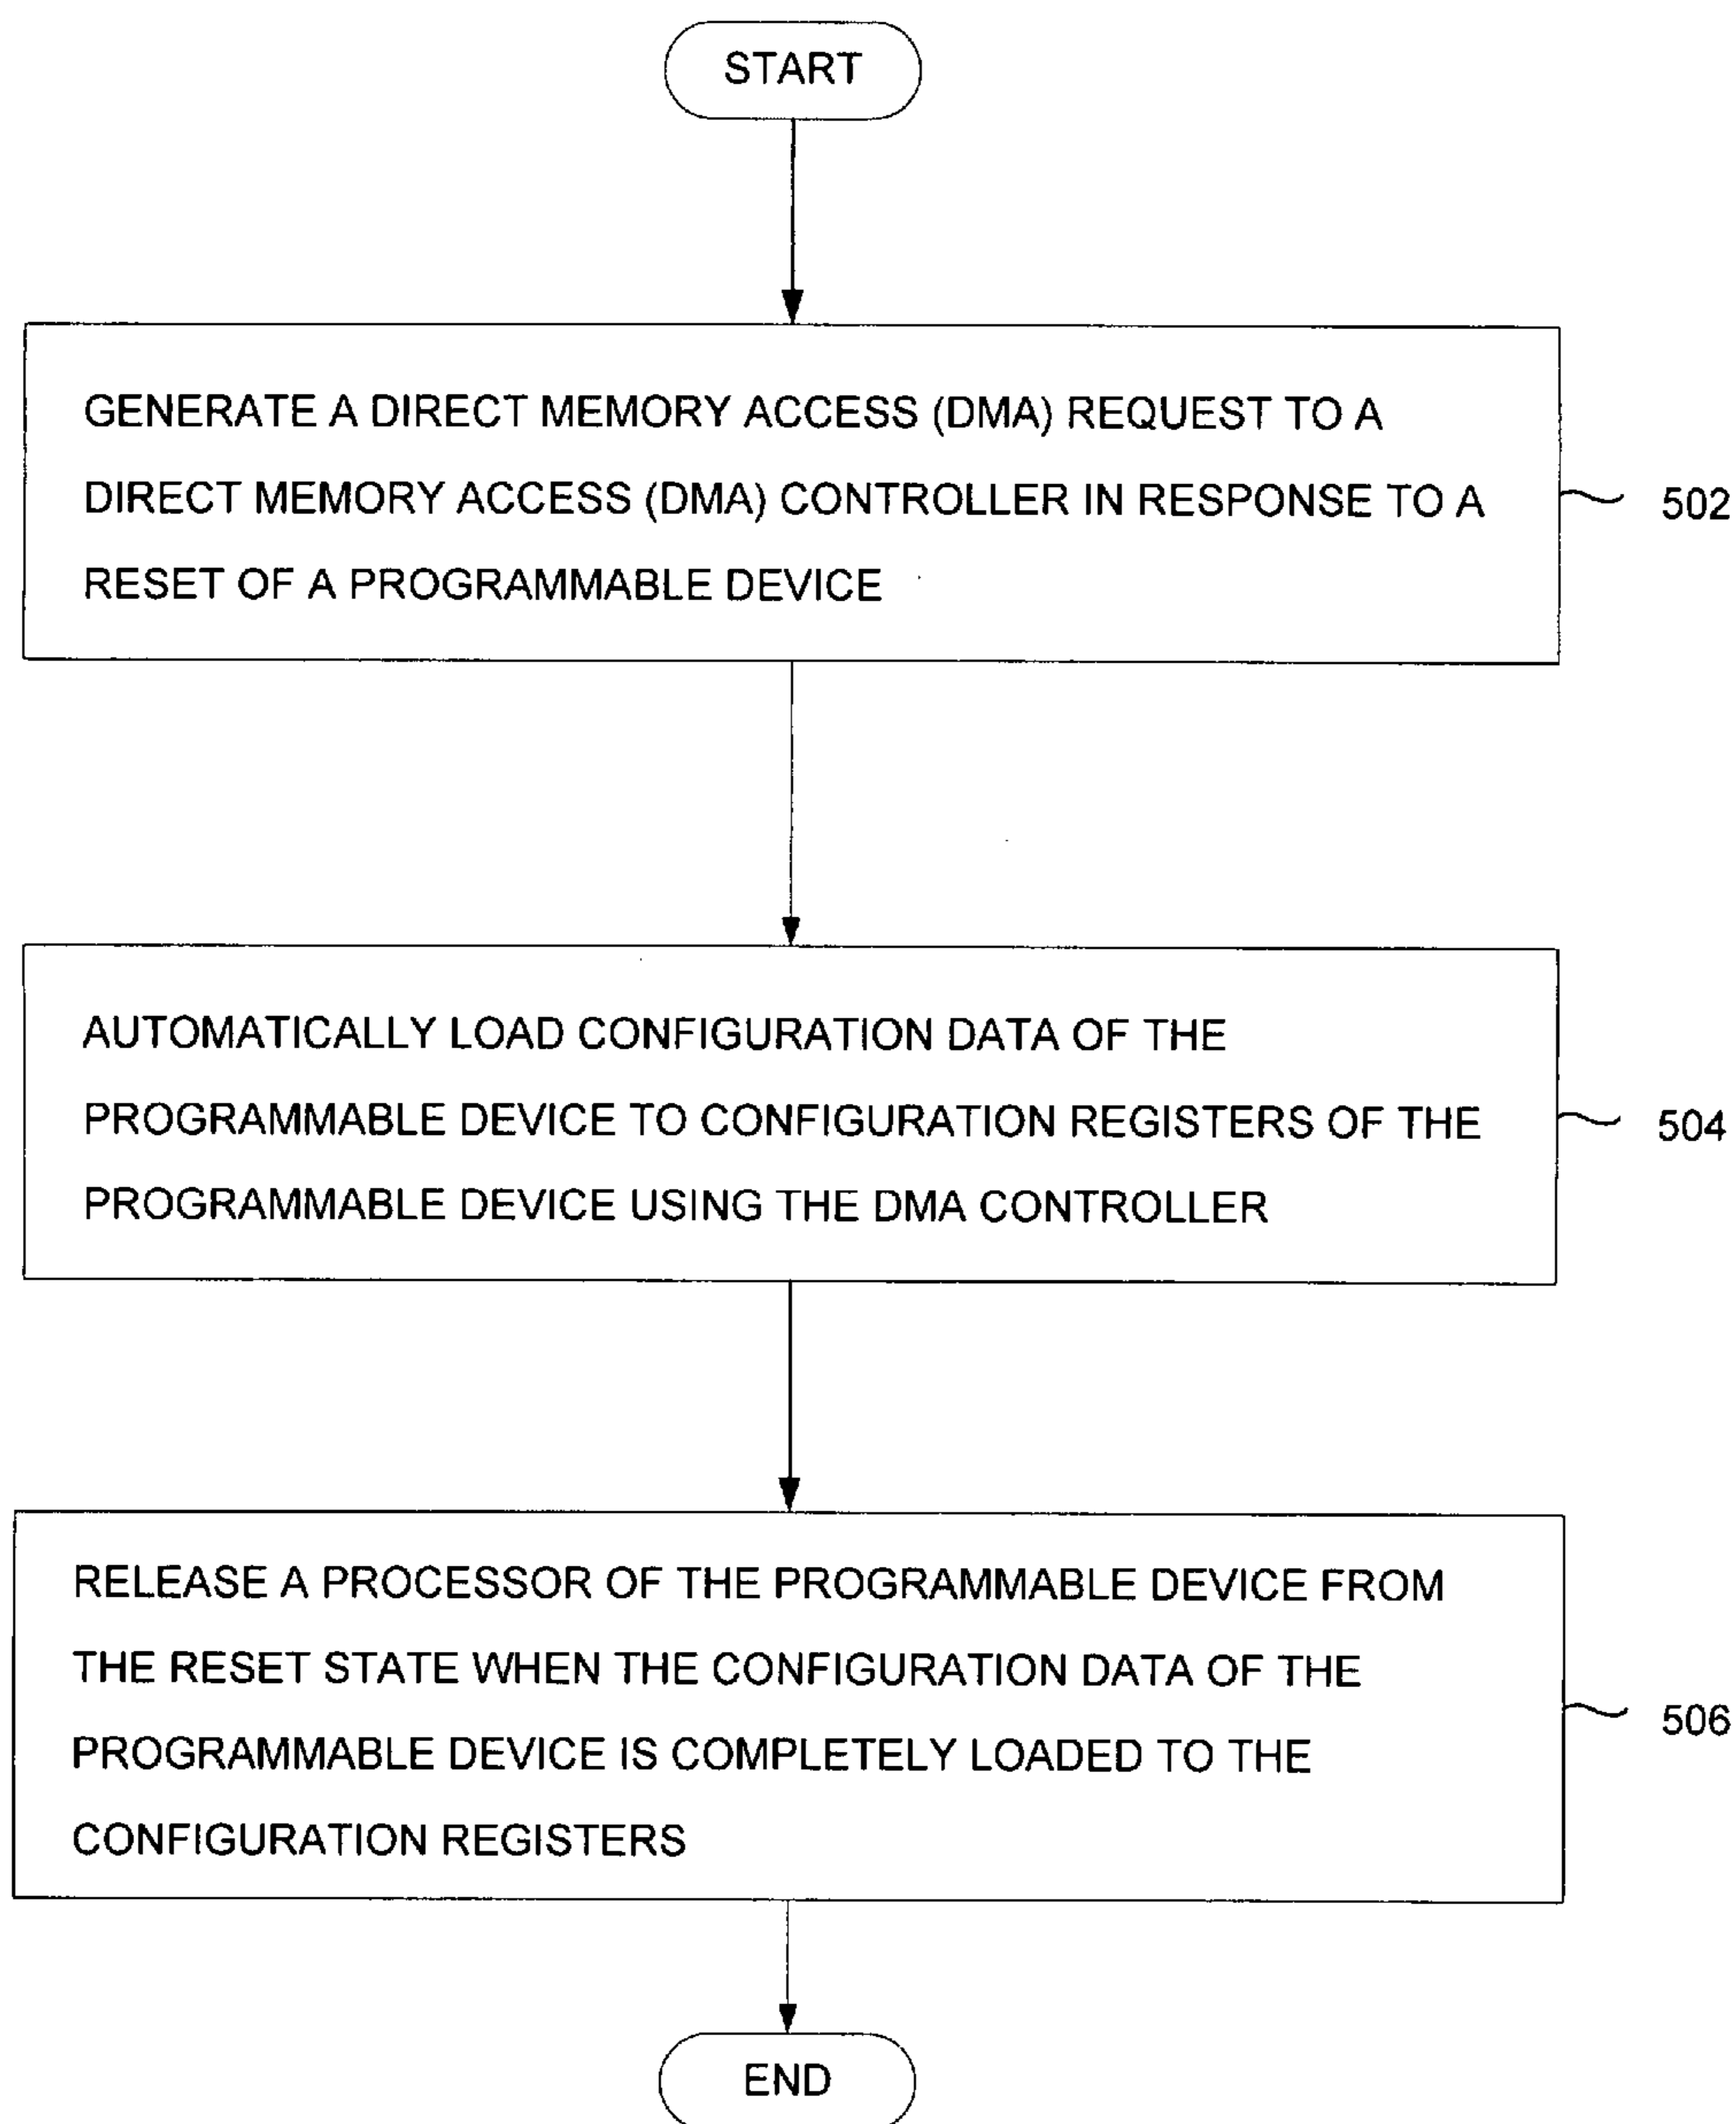 START
GENERATE A DIRECT MEMORY ACCESS (DMA) REQUEST TO A
DIRECT MEMORY ACCESS (DMA) CONTROLLER IN RESPONSE TO A
RESET OF A PROGRAMMABLE DEVICE
502
AUTOMATICALLY LOAD CONFIGURATION DATA OF THE
PROGRAMMABLE DEVICE TO CONFIGURATION REGISTERS OF THE
PROGRAMMABLE DEVICE USING THE DMA CONTROLLER
504
RELEASE A PROCESSOR OF THE PROGRAMMABLE DEVICE FROM
THE RESET STATE WHEN THE CONFIGURATION DATA OF THE
PROGRAMMABLE DEVICE IS COMPLETELY LOADED TO THE
CONFIGURATION REGISTERS
506
END